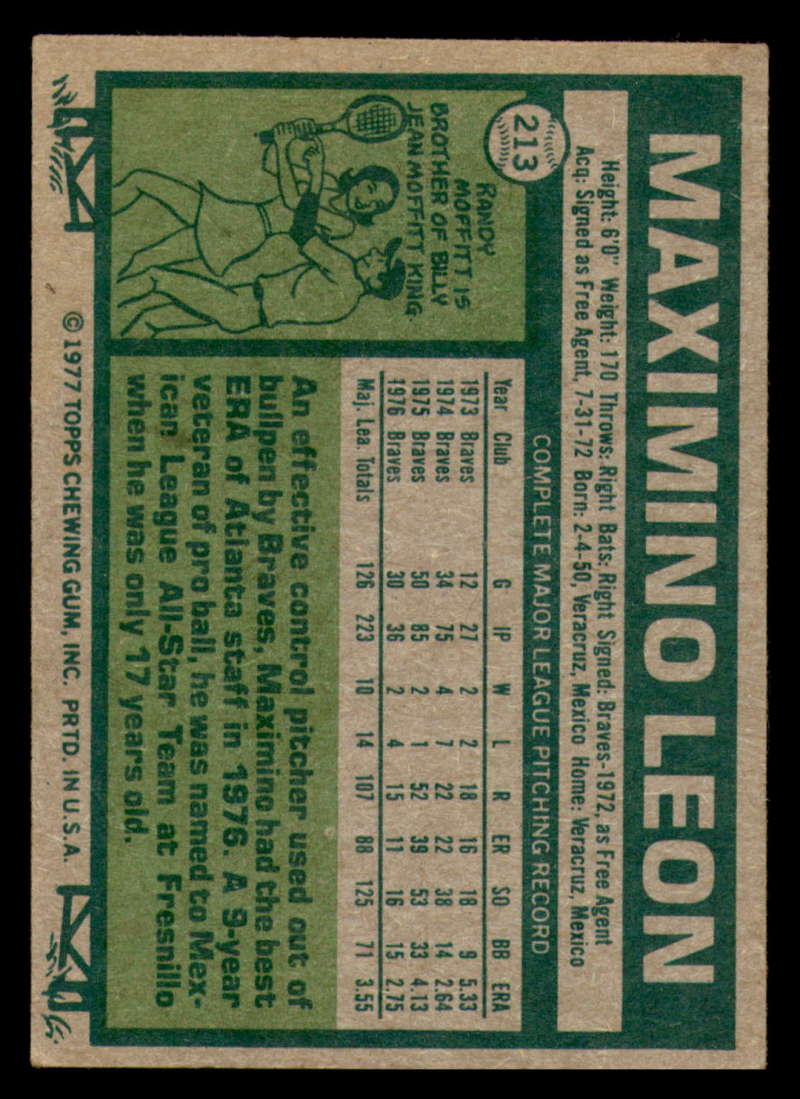 MAXIMINO LEON
213
Height: 6'0" Weight: 170 Throws: Right Bats: Right Signed: Braves-1972, as Free Agent
Acq: Signed as Free Agent, 7-31-72 Born: 2-4-50, Veracruz, Mexico Home: Veracruz, Mexico
COMPLETE MAJOR LEAGUE PITCHING RECORD
Year Club G IP W L R ER SO BB ERA
1973 Braves 12 27 2 2 18 16 18 9 5.33
1974 Braves 34 75 4 7 22 22 38 14 2.64
1975 Braves 50 85 2 1 52 39 53 33 4.13
1976 Braves 30 36 2 4 15 11 16 15 2.75
Maj. Lea. Totals 126 223 10 14 107 88 125 71 3.55
RANDY
MOFFITT IS
BROTHER OF BILLY
JEAN MOFFITT KING.
An effective control pitcher used out of
bullpen by Braves, Maximino had the best
ERA of Atlanta staff in 1976. A 9-year
veteran of pro ball, he was named to Mex-
ican League All-Star Team at Fresnillo
when he was only 17 years old.
© 1977 TOPPS CHEWING GUM, INC. PRTD. IN U.S.A.